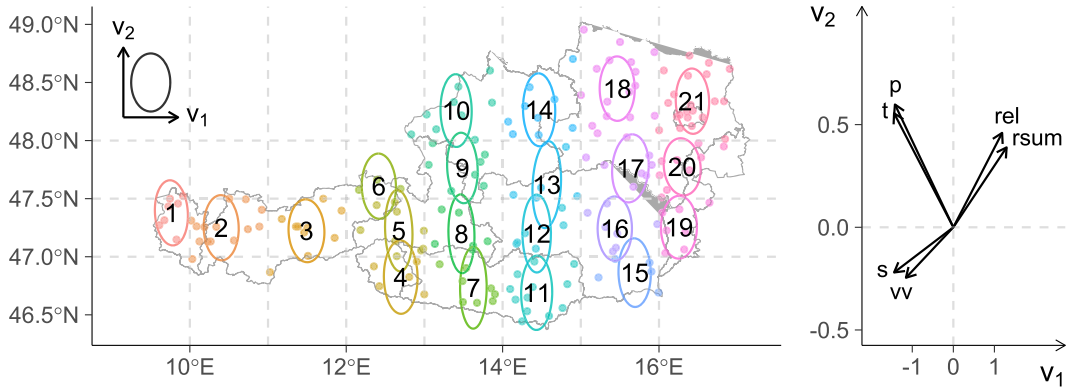 49.0°N
48.5°N
48.0°N
47.5°N
47.0°N
46.5°N
10°E 12°E 14°E 16°E
v₂
v₁
1 2 3 4 5 6 7 8 9 10 11 12 13 14 15 16 17 18 19 20 21
v₂
0.5
0.0
-0.5
p
t
rel
rsum
s
vv
-1 0 1
v₁